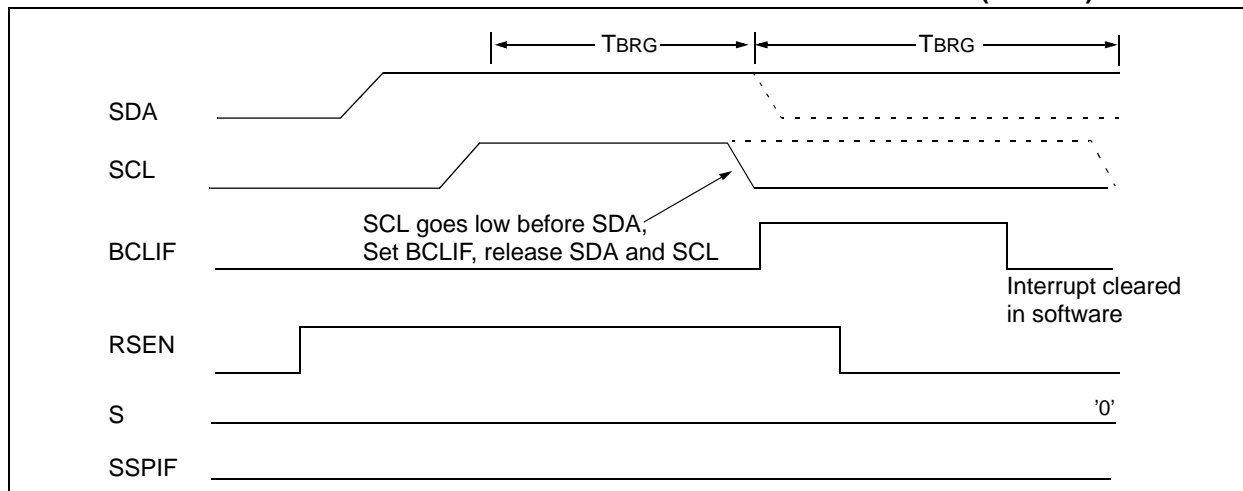 TBRG TBRG
SDA
SCL
SCL goes low before SDA,
Set BCLIF, release SDA and SCL
BCLIF
Interrupt cleared
in software
RSEN
S
'0'
SSPIF